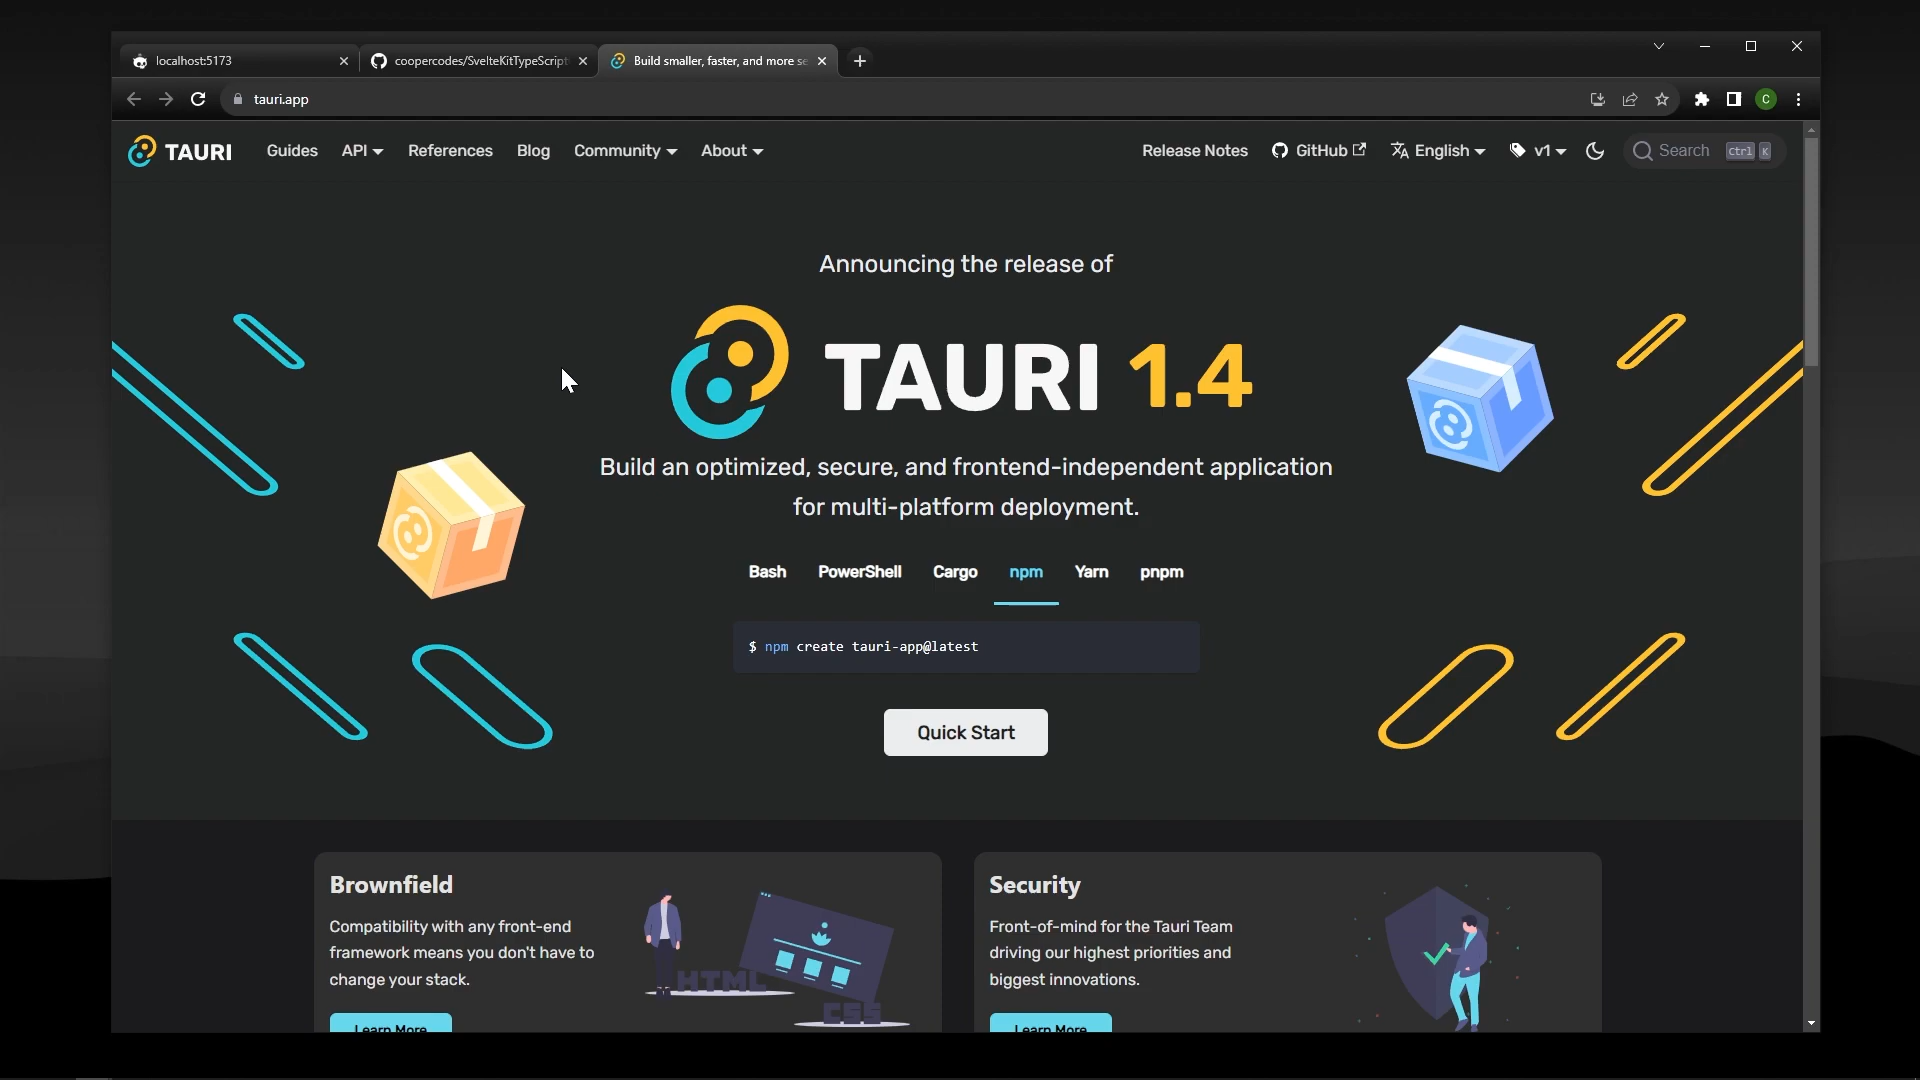 localhost:5173
coopercodes/SvelteKitTypeScript
Build smaller, faster, and more se
tauri.app
C
TAURI
Guides
API
References
Blog
Community
About
Release Notes
GitHub
English
v1
Search
Ctrl K
Announcing the release of
TAURI 1.4
Build an optimized, secure, and frontend-independent application
for multi-platform deployment.
Bash
PowerShell
Cargo
npm
Yarn
pnpm
$ npm create tauri-app@latest
Quick Start
Brownfield
Compatibility with any front-end
framework means you don't have to
change your stack.
Learn More
HTML
CSS
Security
Front-of-mind for the Tauri Team
driving our highest priorities and
biggest innovations.
Learn More